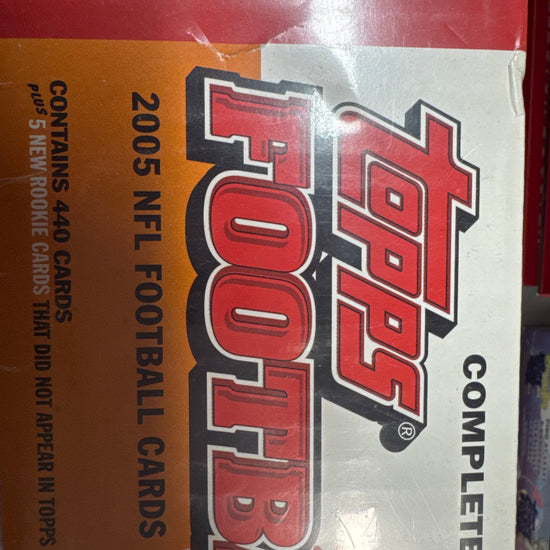 COMPLETE
topps®
FOOTB
2005 NFL FOOTBALL CARDS
CONTAINS 440 CARDS
PLUS 5 NEW ROOKIE CARDS THAT DID NOT APPEAR IN TOPPS